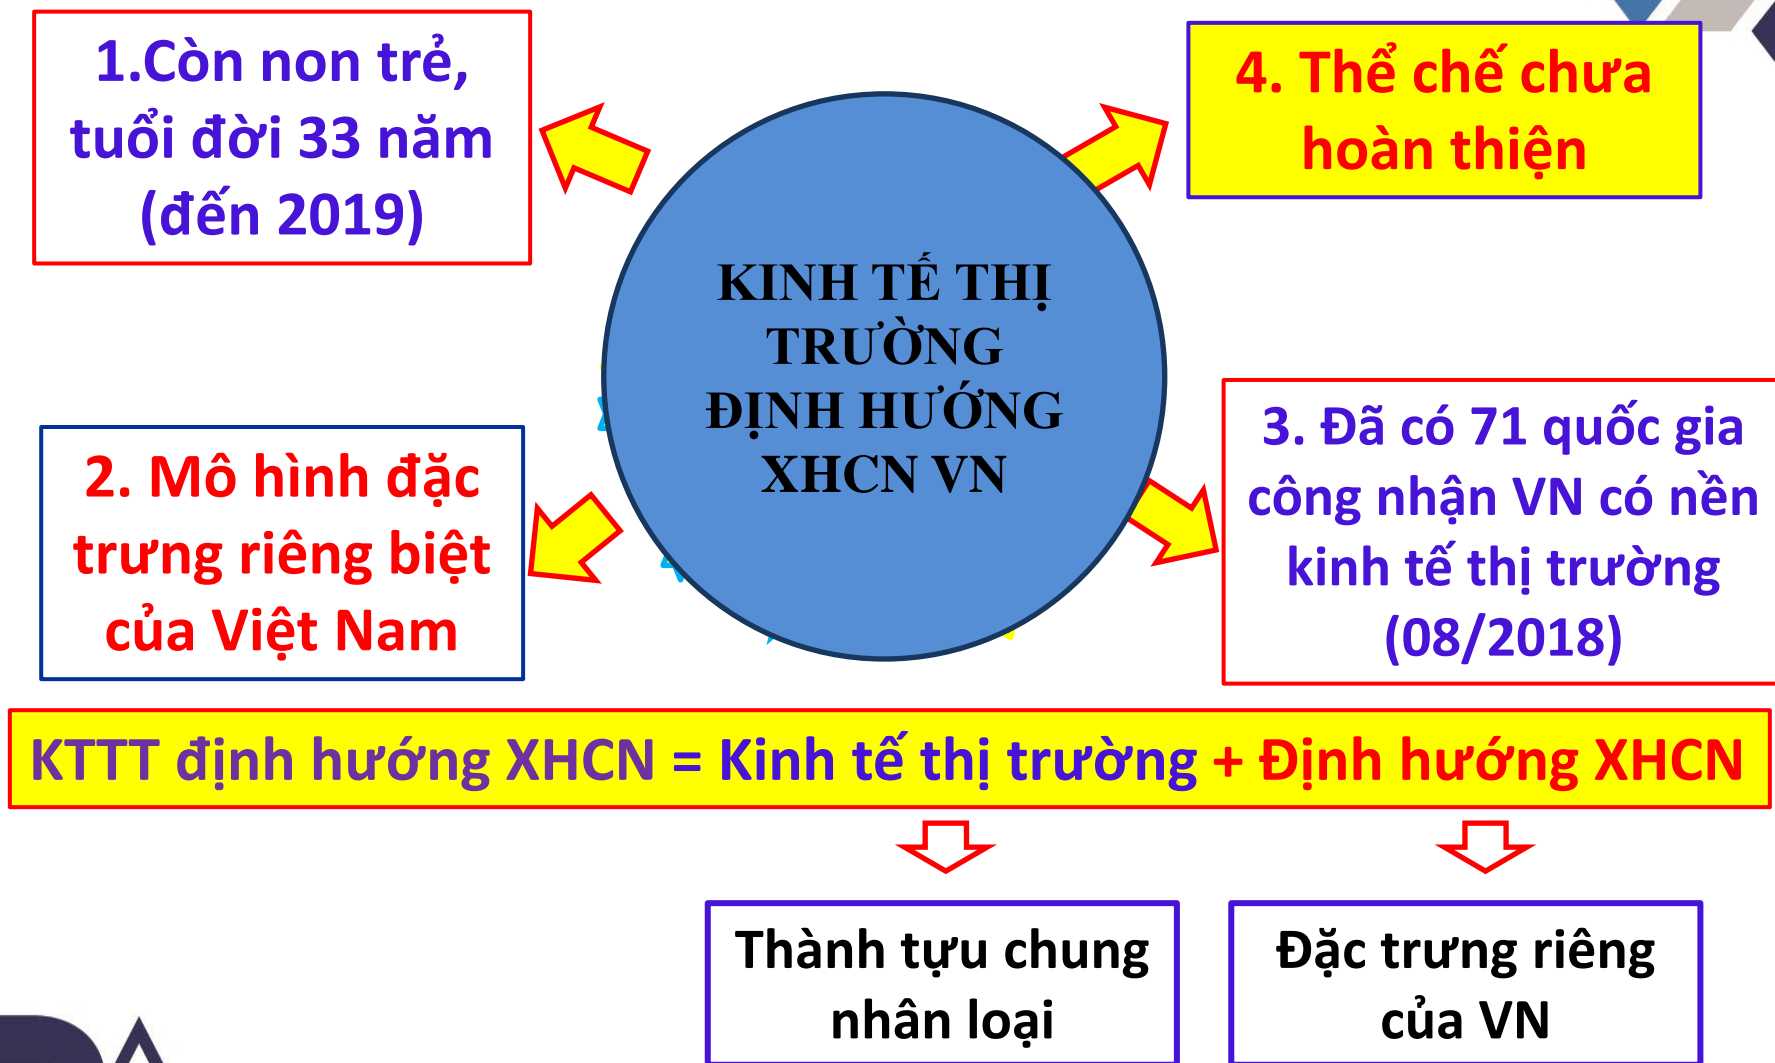 1.Còn non trẻ,
tuổi đời 33 năm
(đến 2019)
4. Thể chế chưa
hoàn thiện
KINH TẾ THỊ
TRƯỜNG
ĐỊNH HƯỚNG
XHCN VN
2. Mô hình đặc
trưng riêng biệt
của Việt Nam
3. Đã có 71 quốc gia
công nhận VN có nền
kinh tế thị trường
(08/2018)
KTTT định hướng XHCN = Kinh tế thị trường + Định hướng XHCN
Thành tựu chung
nhân loại
Đặc trưng riêng
của VN